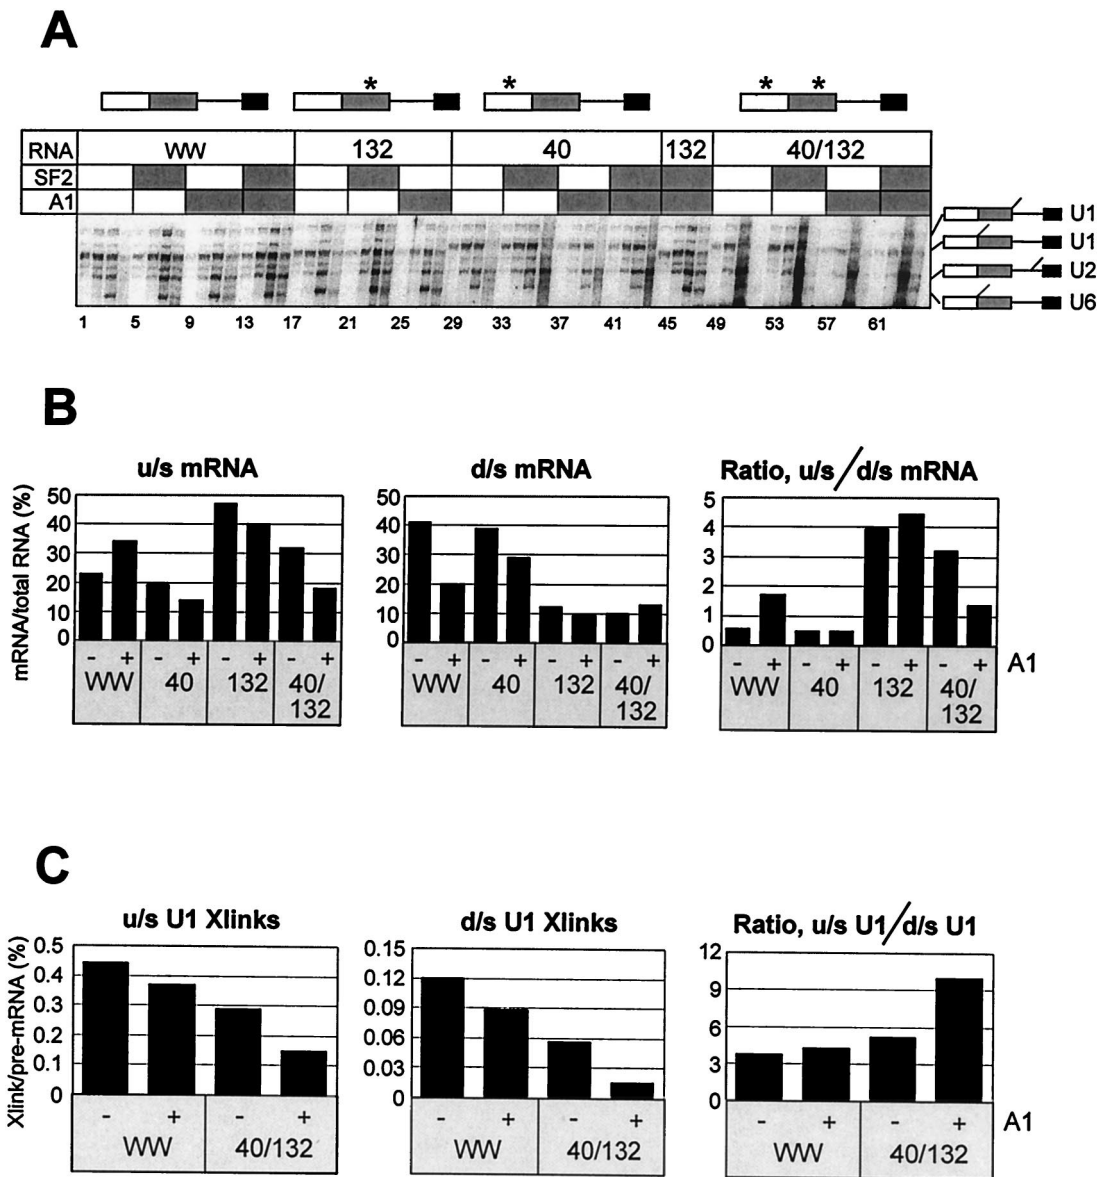 A
* * * *
RNA WW 132 40 132 40/132
SF2
A1
U1
U1
U2
U6
1 5 9 13 17 21 25 29 33 37 41 45 49 53 57 61
B
u/s mRNA
mRNA/total RNA (%)
50
40
30
20
10
0
- + - + - + - +
WW 40 132 40/
132
d/s mRNA
50
40
30
20
10
0
- + - + - + - +
WW 40 132 40/
132
Ratio, u/s/d/s mRNA
5
4
3
2
1
0
- + - + - + - + A1
WW 40 132 40/
132
C
u/s U1 Xlinks
Xlink/pre-mRNA (%)
0.5
0.4
0.3
0.2
0.1
0
- + - +
WW 40/132
d/s U1 Xlinks
0.15
0.12
0.09
0.06
0.03
0
- + - +
WW 40/132
Ratio, u/s U1/d/s U1
12
9
6
3
0
- + - + A1
WW 40/132